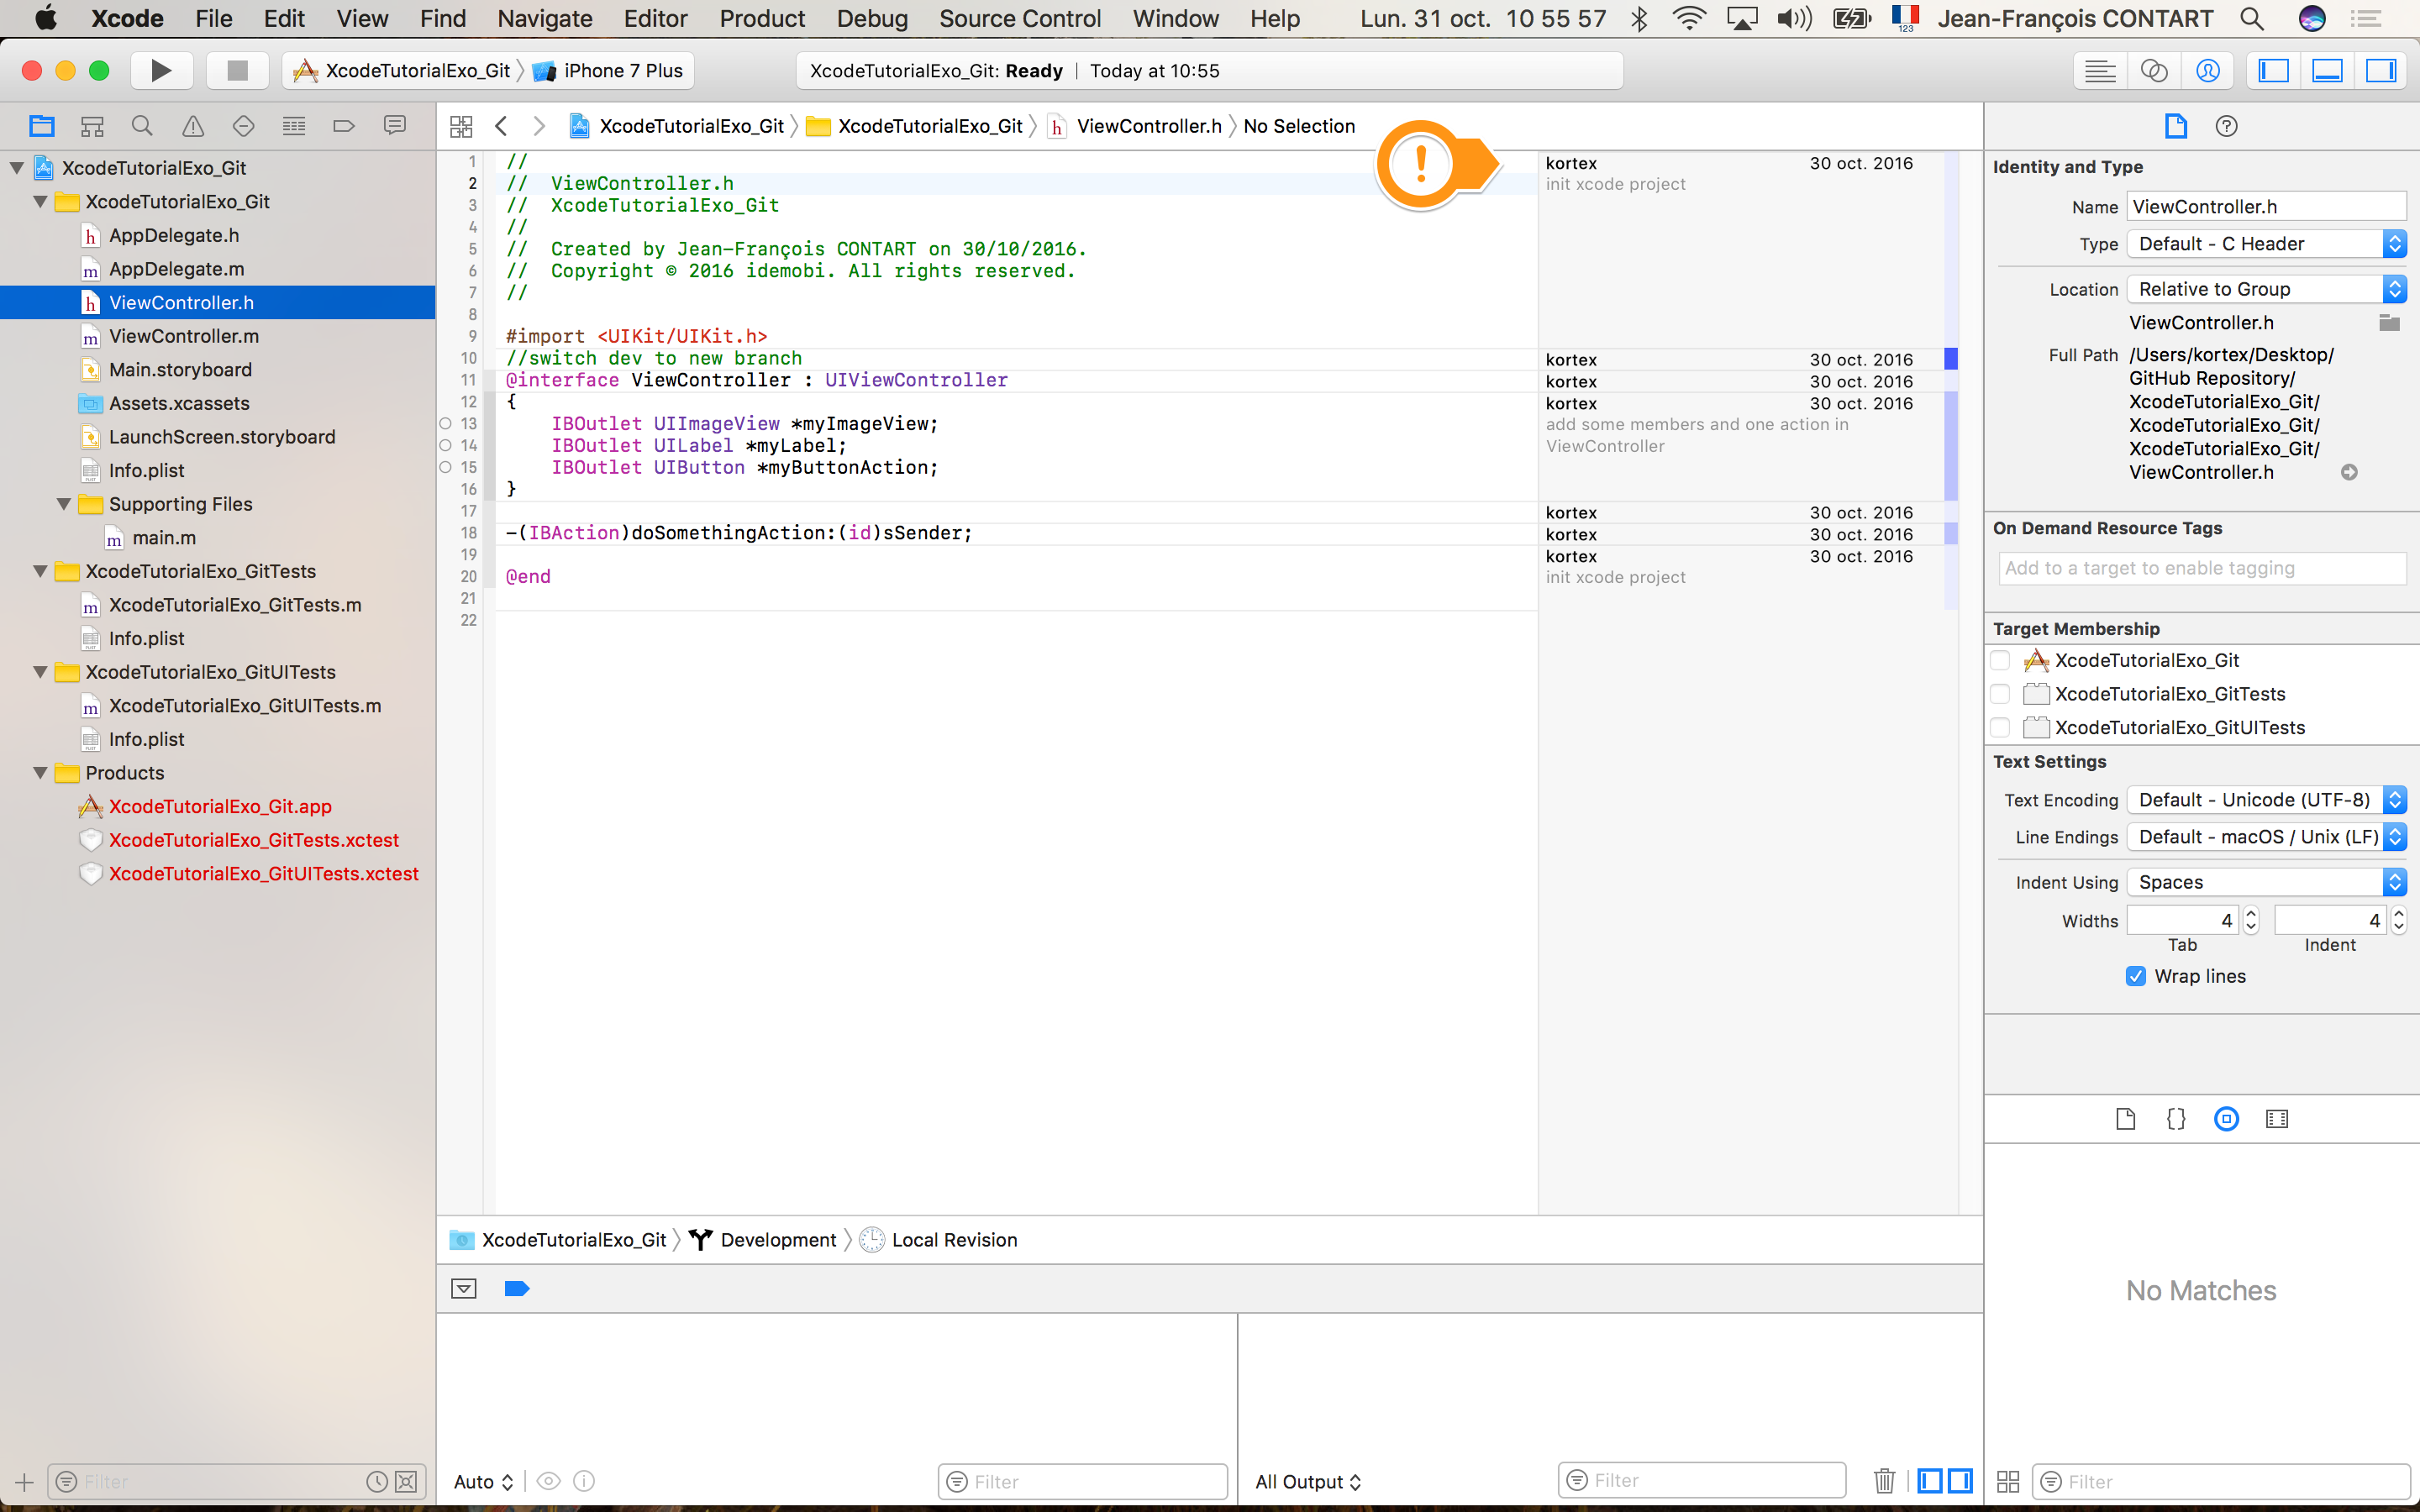 Xcode File Edit View Find Navigate Editor Product Debug Source Control Window Help Lun. 31 oct. 10 55 57 123 Jean-François CONTART
XcodeTutorialExo_Git iPhone 7 Plus XcodeTutorialExo_Git: Ready | Today at 10:55
XcodeTutorialExo_Git
XcodeTutorialExo_Git
h AppDelegate.h
m AppDelegate.m
h ViewController.h
m ViewController.m
Main.storyboard
Assets.xcassets
LaunchScreen.storyboard
Info.plist
Supporting Files
m main.m
XcodeTutorialExo_GitTests
m XcodeTutorialExo_GitTests.m
Info.plist
XcodeTutorialExo_GitUITests
m XcodeTutorialExo_GitUITests.m
Info.plist
Products
XcodeTutorialExo_Git.app
XcodeTutorialExo_GitTests.xctest
XcodeTutorialExo_GitUITests.xctest
Filter
XcodeTutorialExo_Git XcodeTutorialExo_Git h ViewController.h No Selection
1 //
2 //  ViewController.h
3 //  XcodeTutorialExo_Git
4 //
5 //  Created by Jean-François CONTART on 30/10/2016.
6 //  Copyright © 2016 idemobi. All rights reserved.
7 //
8
9 #import <UIKit/UIKit.h>
10 //switch dev to new branch
11 @interface ViewController : UIViewController
12 {
13     IBOutlet UIImageView *myImageView;
14     IBOutlet UILabel *myLabel;
15     IBOutlet UIButton *myButtonAction;
16 }
17
18 -(IBAction)doSomethingAction:(id)sSender;
19
20 @end
21
22
!
kortex 30 oct. 2016
init xcode project
kortex 30 oct. 2016
kortex 30 oct. 2016
kortex 30 oct. 2016
add some members and one action in
ViewController
kortex 30 oct. 2016
kortex 30 oct. 2016
kortex 30 oct. 2016
init xcode project
XcodeTutorialExo_Git Development Local Revision
Auto Filter
All Output Filter
Identity and Type
Name ViewController.h
Type Default - C Header
Location Relative to Group
ViewController.h
Full Path /Users/kortex/Desktop/
GitHub Repository/
XcodeTutorialExo_Git/
XcodeTutorialExo_Git/
XcodeTutorialExo_Git/
ViewController.h
On Demand Resource Tags
Add to a target to enable tagging
Target Membership
XcodeTutorialExo_Git
XcodeTutorialExo_GitTests
XcodeTutorialExo_GitUITests
Text Settings
Text Encoding Default - Unicode (UTF-8)
Line Endings Default - macOS / Unix (LF)
Indent Using Spaces
Widths 4 4
Tab Indent
Wrap lines
{}
No Matches
Filter